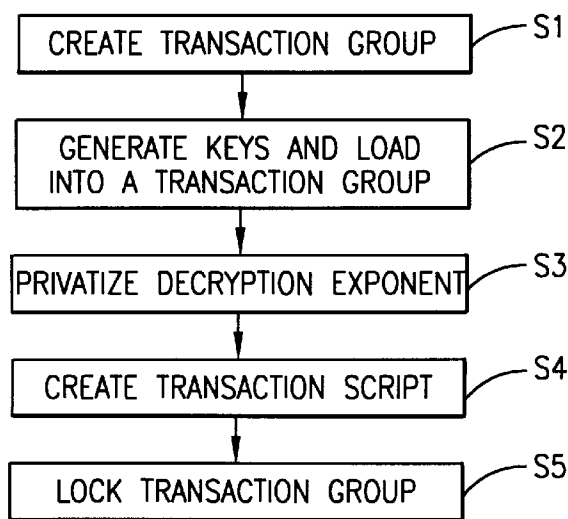 CREATE TRANSACTION GROUP
S1
GENERATE KEYS AND LOAD
INTO A TRANSACTION GROUP
S2
PRIVATIZE DECRYPTION EXPONENT
S3
CREATE TRANSACTION SCRIPT
S4
LOCK TRANSACTION GROUP
S5